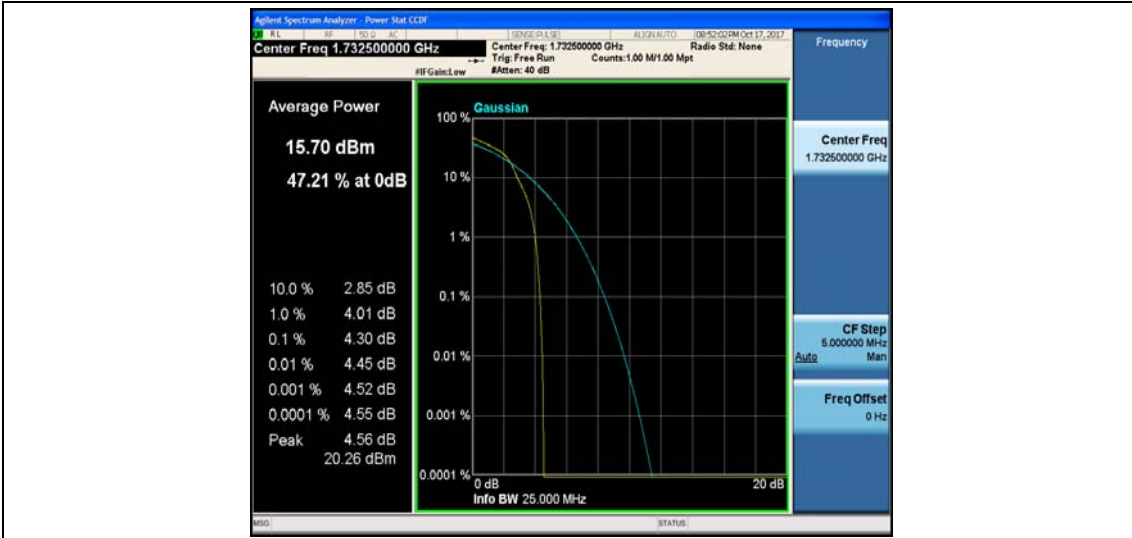 Agilent Spectrum Analyzer - Power Stat CCDF
RL RF 50 Ω AC SENSE:PULSE ALIGNAUTO 08:52:02PM Oct 17, 2017
Center Freq 1.732500000 GHz
Center Freq: 1.732500000 GHz Radio Std: None
Trig: Free Run Counts:1.00 M/1.00 Mpt
#IFGain:Low #Atten: 40 dB
Frequency
Average Power
15.70 dBm
47.21 % at 0dB
10.0 % 2.85 dB
1.0 % 4.01 dB
0.1 % 4.30 dB
0.01 % 4.45 dB
0.001 % 4.52 dB
0.0001 % 4.55 dB
Peak 4.56 dB
20.26 dBm
Gaussian
100 %
10 %
1 %
0.1 %
0.01 %
0.001 %
0.0001 %
0 dB 20 dB
Info BW 25.000 MHz
Center Freq
1.732500000 GHz
CF Step
5.000000 MHz
Auto Man
Freq Offset
0 Hz
MSG STATUS